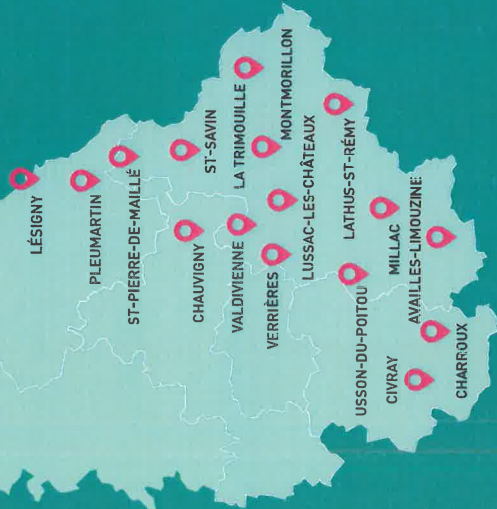 LÉSIGNY
PLEUMARTIN
ST-PIERRE-DE-MAILLÉ
ST-SAVIN
CHAUVIGNY
LA TRIMOUILLE
VALDIVIENNE
MONTMORILLON
VERRIÈRES
LUSSAC-LES-CHÂTEAUX
LATHUS-ST-RÉMY
USSON-DU-POITOU
MILLAC
AVAILLES-LIMOUZINE
CIVRAY
CHARROUX